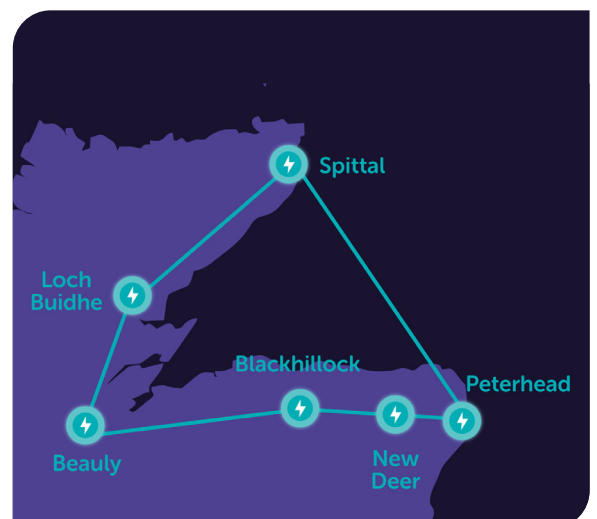 Spittal
Loch
Buidhe
Blackhillock
Peterhead
Beauly
New
Deer